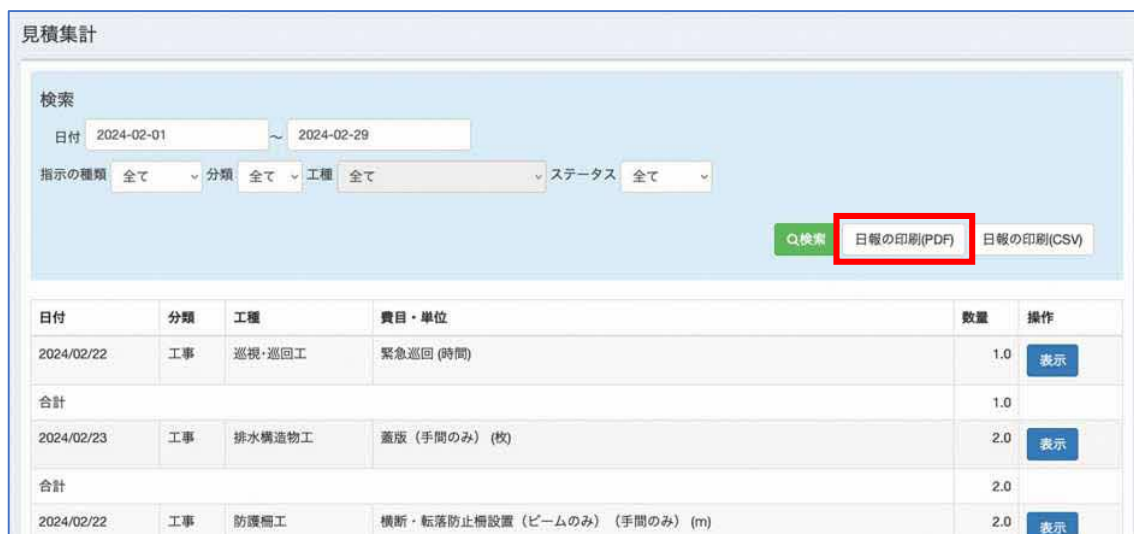 見積集計
検索
日付 2024-02-01 ～ 2024-02-29
指示の種類 全て 分類 全て 工種 全て ステータス 全て
検索 日報の印刷(PDF) 日報の印刷(CSV)
日付 分類 工種 費目・単位 数量 操作
2024/02/22 工事 巡視・巡回工 緊急巡回 (時間) 1.0 表示
合計 1.0
2024/02/23 工事 排水構造物工 蓋版（手間のみ） (枚) 2.0 表示
合計 2.0
2024/02/22 工事 防護柵工 横断・転落防止柵設置（ビームのみ）（手間のみ） (m) 2.0 表示